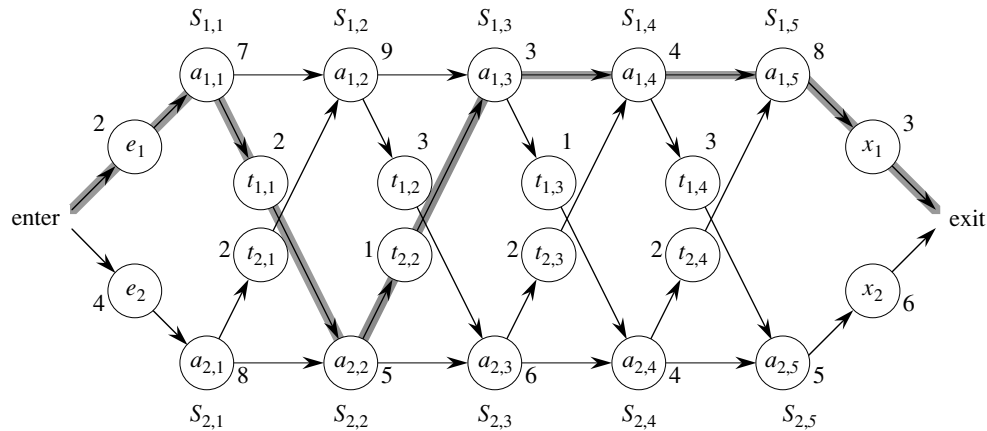 S1,1 S1,2 S1,3 S1,4 S1,5
7 9 3 4 8
a1,1 a1,2 a1,3 a1,4 a1,5
2 e1 x1 3
2 3 1 3
t1,1 t1,2 t1,3 t1,4
enter exit
2 t2,1 1 t2,2 2 t2,3 2 t2,4
4 e2 x2 6
a2,1 a2,2 a2,3 a2,4 a2,5
8 5 6 4 5
S2,1 S2,2 S2,3 S2,4 S2,5